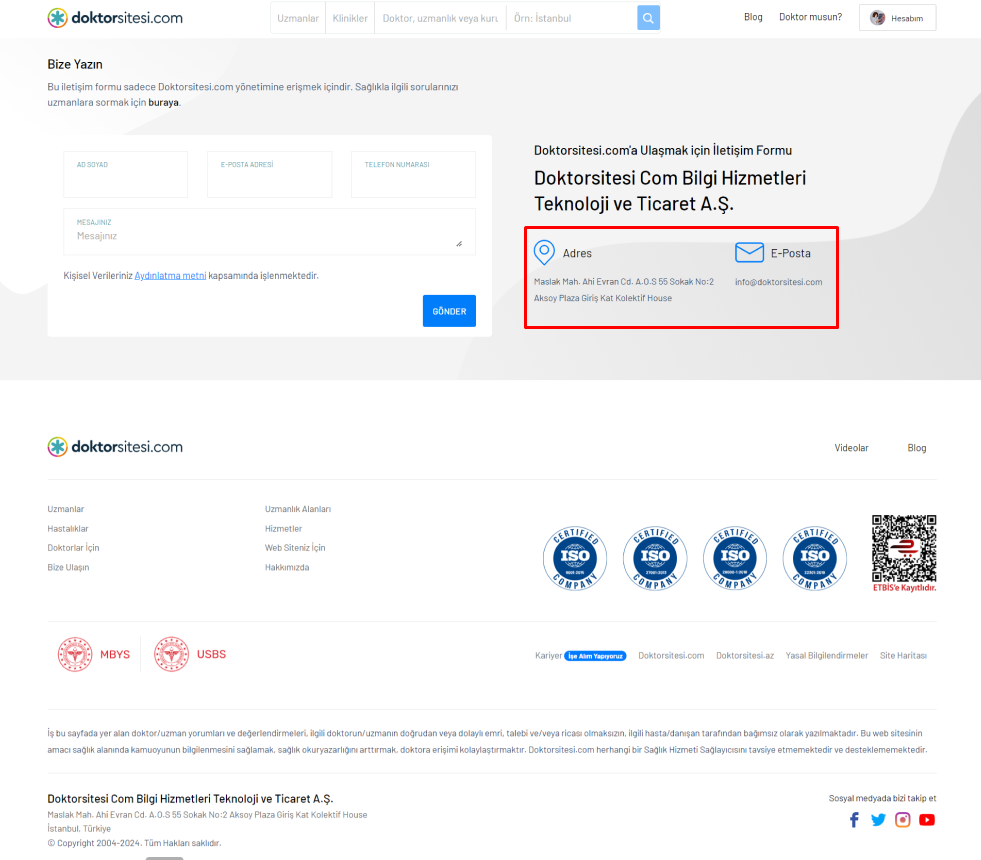 doktorsitesi.com
Uzmanlar
Klinikler
Doktor, uzmanlık veya kuru
Örn: İstanbul
Blog
Doktor musun?
Hesabım
Bize Yazın
Bu iletişim formu sadece Doktorsitesi.com yönetimine erişmek içindir. Sağlıkla ilgili sorularınızı
uzmanlara sormak için buraya.
AD SOYAD
E-POSTA ADRESİ
TELEFON NUMARASI
MESAJINIZ
Mesajınız
Kişisel Verileriniz Aydınlatma metni kapsamında işlenmektedir.
GÖNDER
Doktorsitesi.com'a Ulaşmak için İletişim Formu
Doktorsitesi Com Bilgi Hizmetleri
Teknoloji ve Ticaret A.Ş.
Adres
Maslak Mah. Ahi Evran Cd. A.O.S 55 Sokak No:2
Aksoy Plaza Giriş Kat Kolektif House
E-Posta
info@doktorsitesi.com
doktorsitesi.com
Videolar
Blog
Uzmanlar
Hastalıklar
Doktorlar İçin
Bize Ulaşın
Uzmanlık Alanları
Hizmetler
Web Siteniz İçin
Hakkımızda
CERTIFIED
ISO
COMPANY
CERTIFIED
ISO
COMPANY
CERTIFIED
ISO
COMPANY
CERTIFIED
ISO
COMPANY
ETBİS'e Kayıtlıdır.
MBYS
USBS
Kariyer İşe Alım Yapıyoruz
Doktorsitesi.com
Doktorsitesi.az
Yasal Bilgilendirmeler
Site Haritası
İş bu sayfada yer alan doktor/uzman yorumları ve değerlendirmeleri, ilgili doktorun/uzmanın doğrudan veya dolaylı emri, talebi ve/veya ricası olmaksızın, ilgili hasta/danışan tarafından bağımsız olarak yazılmaktadır. Bu web sitesinin
amacı sağlık alanında kamuoyunun bilgilenmesini sağlamak, sağlık okuryazarlığını arttırmak, doktora erişimi kolaylaştırmaktır. Doktorsitesi.com herhangi bir Sağlık Hizmeti Sağlayıcısını tavsiye etmemektedir ve desteklememektedir.
Doktorsitesi Com Bilgi Hizmetleri Teknoloji ve Ticaret A.Ş.
Maslak Mah. Ahi Evran Cd. A.O.S 55 Sokak No:2 Aksoy Plaza Giriş Kat Kolektif House
İstanbul, Türkiye
© Copyright 2004-2024. Tüm Hakları saklıdır.
Sosyal medyada bizi takip et